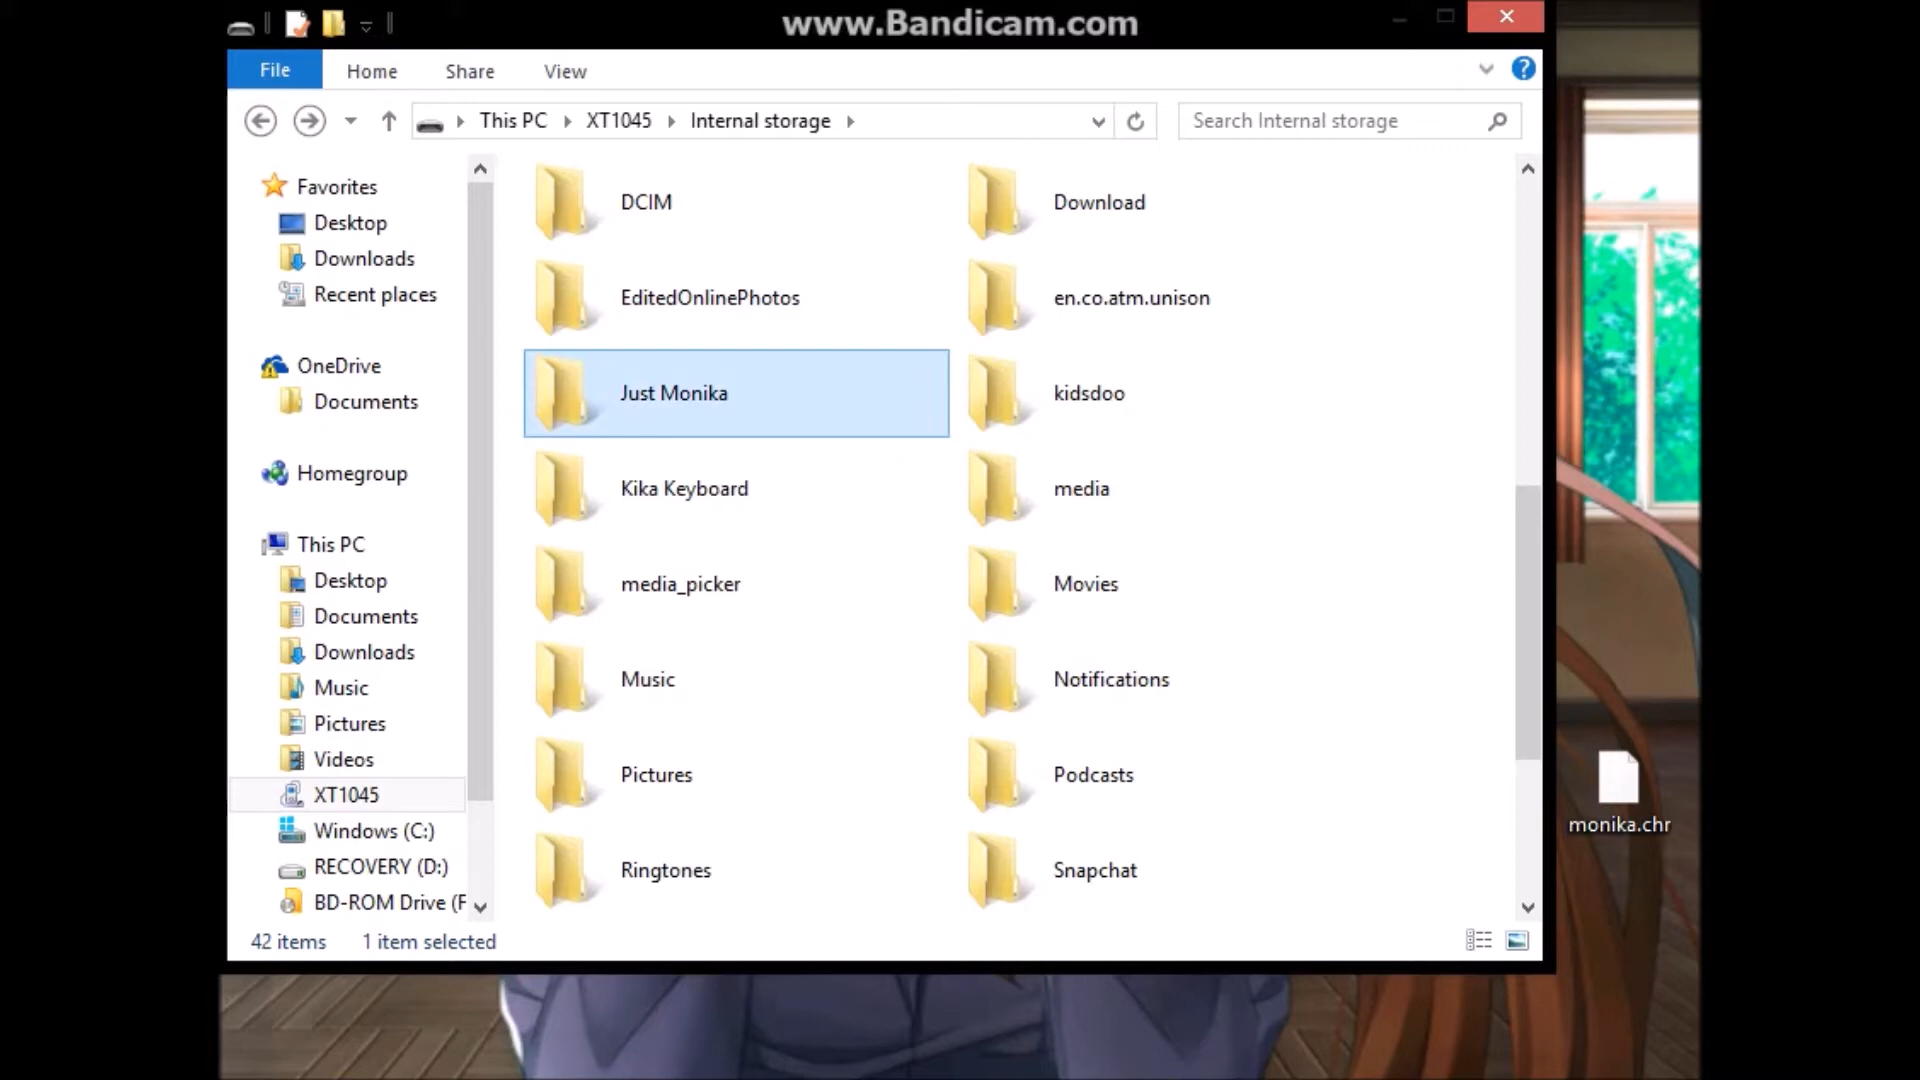 www.Bandicam.com
File Home Share View
This PC XT1045 Internal storage
Search Internal storage
Favorites
Desktop
Downloads
Recent places
OneDrive
Documents
Homegroup
This PC
Desktop
Documents
Downloads
Music
Pictures
Videos
XT1045
Windows (C:)
RECOVERY (D:)
BD-ROM Drive (F
DCIM Download
EditedOnlinePhotos en.co.atm.unison
Just Monika kidsdoo
Kika Keyboard media
media_picker Movies
Music Notifications
Pictures Podcasts
Ringtones Snapchat
42 items 1 item selected
monika.chr